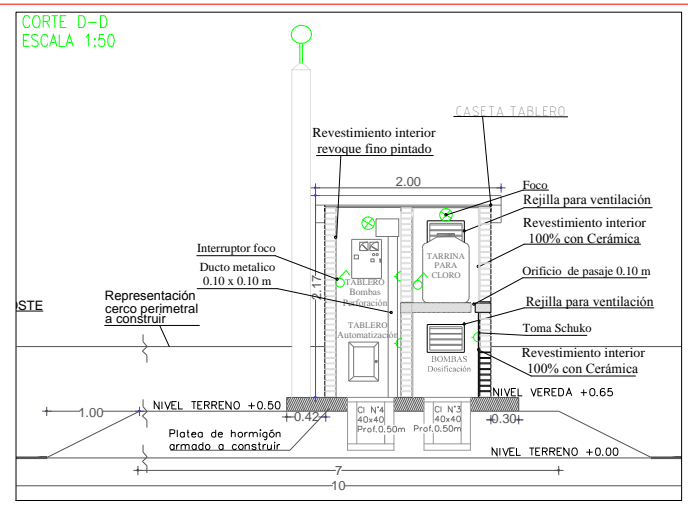 CORTE D-D
ESCALA 1:50
CASETA TABLERO
Revestimiento interior
revoque fino pintado
2.00
Foco
Rejilla para ventilación
Revestimiento interior
100% con Cerámica
Interruptor foco
Ducto metalico
0.10 x 0.10 m
TARRINA
PARA
CLORO
Orificio de pasaje 0.10 m
2.17
TABLERO
Bombas
Perforación
Rejilla para ventilación
OSTE
Representación
cerco perimetral
a construir
TABLERO
Automatización
Toma Schuko
BOMBAS
Dosificación
Revestimiento interior
100% con Cerámica
NIVEL VEREDA +0.65
1.00
NIVEL TERRENO +0.50
0.42
CI N°4
40x40
Prof.0.50m
CI N°3
40x40
Prof.0.50m
0.30
Platea de hormigón
armado a construir
NIVEL TERRENO +0.00
7
10